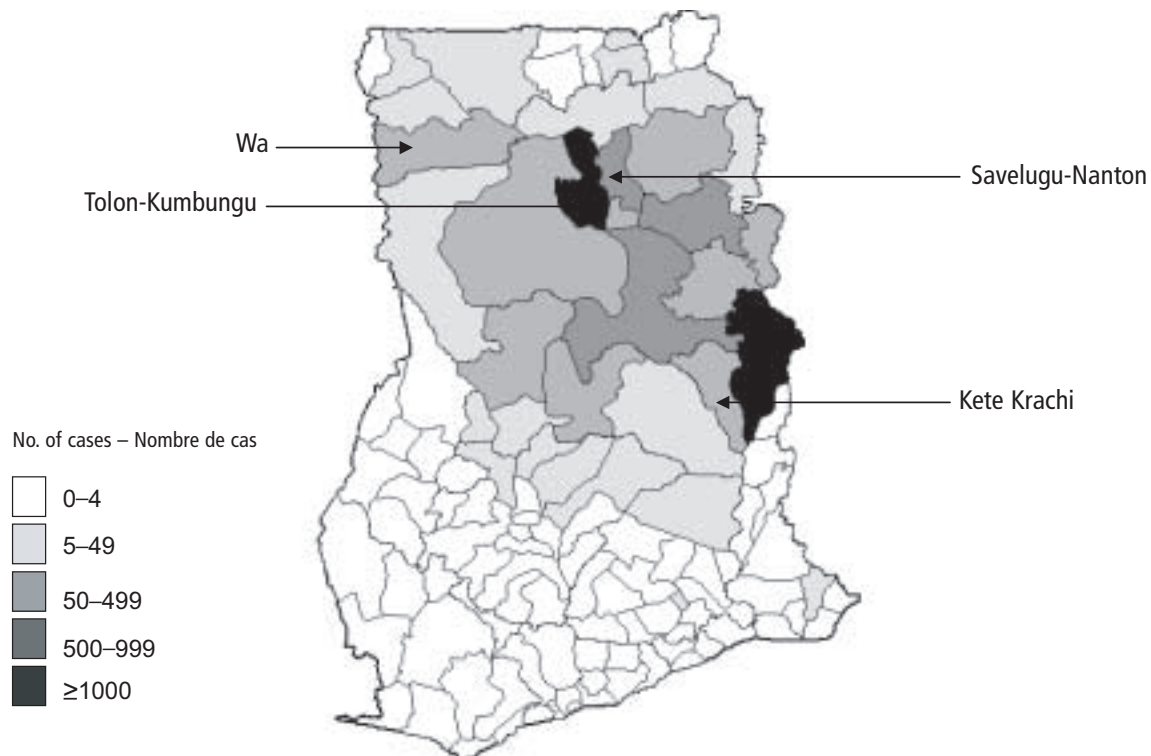 Wa
Savelugu-Nanton
Tolon-Kumbungu
Kete Krachi
No. of cases – Nombre de cas
0–4
5–49
50–499
500–999
≥1000